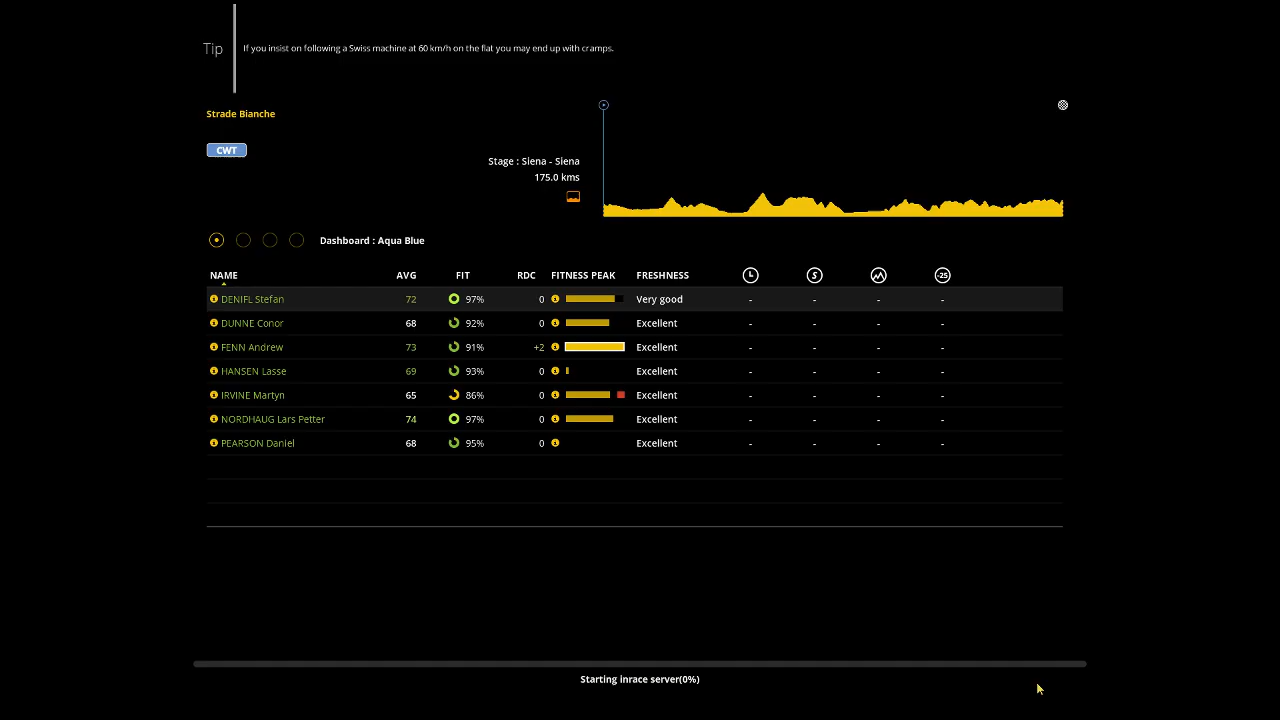 Tip
If you insist on following a Swiss machine at 60 km/h on the flat you may end up with cramps.
Strade Bianche
CWT
Stage : Siena - Siena
175.0 kms
Dashboard : Aqua Blue
NAME AVG FIT RDC FITNESS PEAK FRESHNESS S -25
DENIFL Stefan 72 97% 0 Very good - - - -
DUNNE Conor 68 92% 0 Excellent - - - -
FENN Andrew 73 91% +2 Excellent - - - -
HANSEN Lasse 69 93% 0 Excellent - - - -
IRVINE Martyn 65 86% 0 Excellent - - - -
NORDHAUG Lars Petter 74 97% 0 Excellent - - - -
PEARSON Daniel 68 95% 0 Excellent - - - -
Starting inrace server(0%)